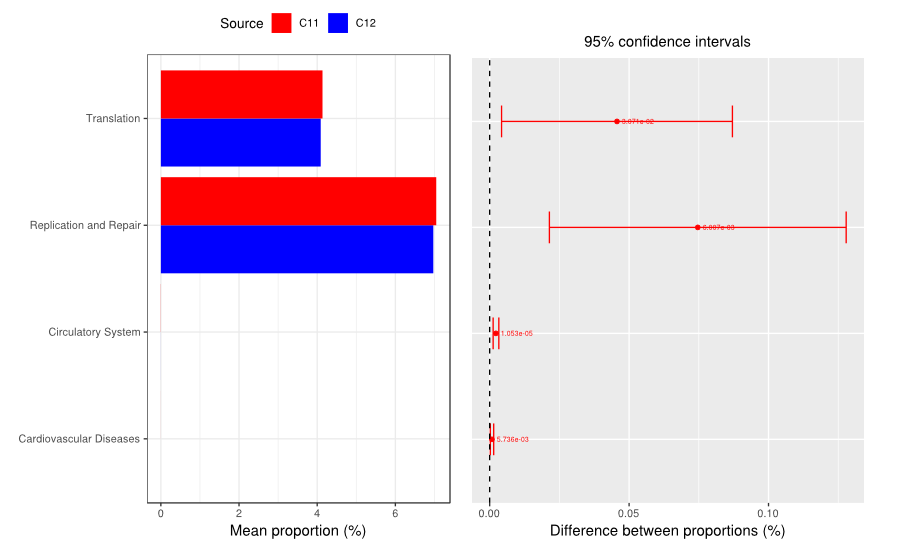 Source C11 C12
95% confidence intervals
Translation
Replication and Repair
Circulatory System
Cardiovascular Diseases
1.053e-05
5.736e-03
0 2 4 6
0.00 0.05 0.10
Mean proportion (%)
Difference between proportions (%)